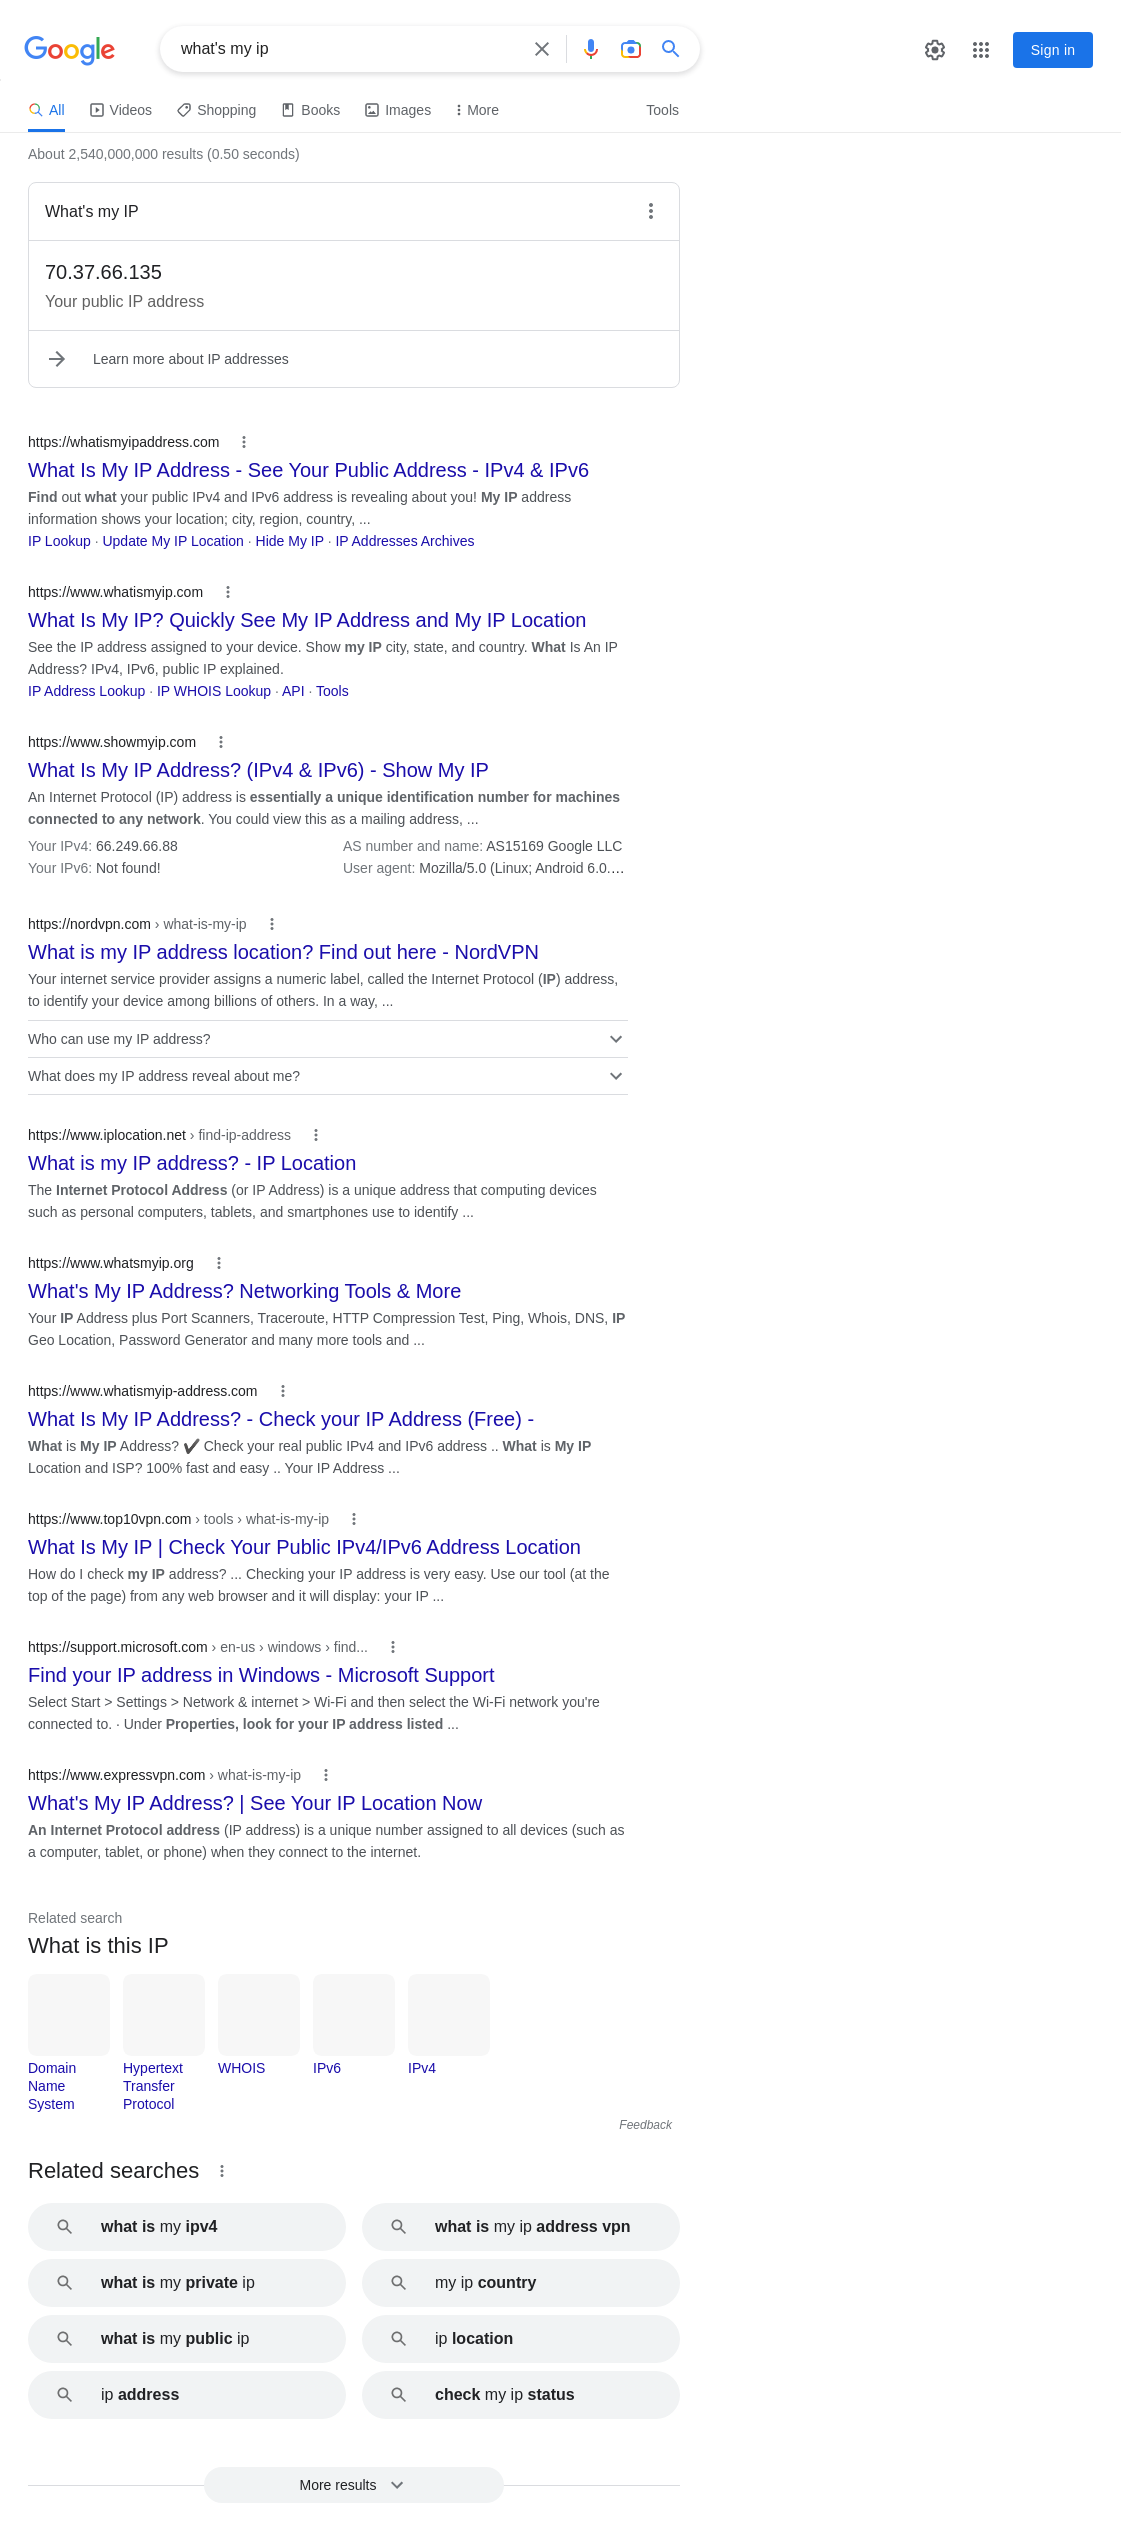 Google
what's my ip
Sign in
All
Videos
Shopping
Books
Images
More
Tools
About 2,540,000,000 results (0.50 seconds)
What's my IP
70.37.66.135
Your public IP address
Learn more about IP addresses
https://whatismyipaddress.com
What Is My IP Address - See Your Public Address - IPv4 & IPv6
Find out what your public IPv4 and IPv6 address is revealing about you! My IP address
information shows your location; city, region, country, ...
IP Lookup · Update My IP Location · Hide My IP · IP Addresses Archives
https://www.whatismyip.com
What Is My IP? Quickly See My IP Address and My IP Location
See the IP address assigned to your device. Show my IP city, state, and country. What Is An IP
Address? IPv4, IPv6, public IP explained.
IP Address Lookup · IP WHOIS Lookup · API · Tools
https://www.showmyip.com
What Is My IP Address? (IPv4 & IPv6) - Show My IP
An Internet Protocol (IP) address is essentially a unique identification number for machines
connected to any network. You could view this as a mailing address, ...
Your IPv4: 66.249.66.88
AS number and name: AS15169 Google LLC
Your IPv6: Not found!
User agent: Mozilla/5.0 (Linux; Android 6.0....
https://nordvpn.com › what-is-my-ip
What is my IP address location? Find out here - NordVPN
Your internet service provider assigns a numeric label, called the Internet Protocol (IP) address,
to identify your device among billions of others. In a way, ...
Who can use my IP address?
What does my IP address reveal about me?
https://www.iplocation.net › find-ip-address
What is my IP address? - IP Location
The Internet Protocol Address (or IP Address) is a unique address that computing devices
such as personal computers, tablets, and smartphones use to identify ...
https://www.whatsmyip.org
What's My IP Address? Networking Tools & More
Your IP Address plus Port Scanners, Traceroute, HTTP Compression Test, Ping, Whois, DNS, IP
Geo Location, Password Generator and many more tools and ...
https://www.whatismyip-address.com
What Is My IP Address? - Check your IP Address (Free) -
What is My IP Address? ✔️ Check your real public IPv4 and IPv6 address .. What is My IP
Location and ISP? 100% fast and easy .. Your IP Address ...
https://www.top10vpn.com › tools › what-is-my-ip
What Is My IP | Check Your Public IPv4/IPv6 Address Location
How do I check my IP address? ... Checking your IP address is very easy. Use our tool (at the
top of the page) from any web browser and it will display: your IP ...
https://support.microsoft.com › en-us › windows › find...
Find your IP address in Windows - Microsoft Support
Select Start > Settings > Network & internet > Wi-Fi and then select the Wi-Fi network you're
connected to. · Under Properties, look for your IP address listed ...
https://www.expressvpn.com › what-is-my-ip
What's My IP Address? | See Your IP Location Now
An Internet Protocol address (IP address) is a unique number assigned to all devices (such as
a computer, tablet, or phone) when they connect to the internet.
Related search
What is this IP
Domain
Name
System
Hypertext
Transfer
Protocol
WHOIS
IPv6
IPv4
Feedback
Related searches
what is my ipv4
what is my ip address vpn
what is my private ip
my ip country
what is my public ip
ip location
ip address
check my ip status
More results